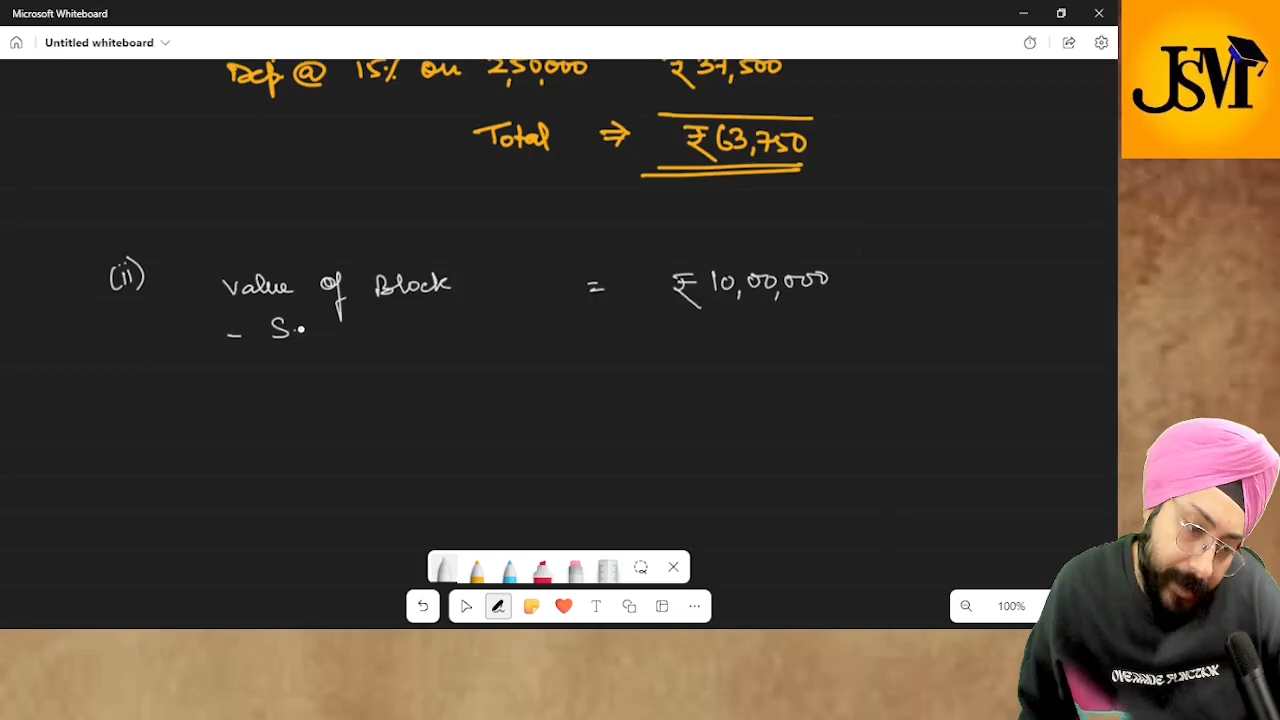 Microsoft Whiteboard
Untitled whiteboard
JSM
Dep @ 15% on 2,50,000 ₹37,500
Total ⇒ ₹63,750
(ii) Value of Block = ₹ 10,00,000
- S.
100%